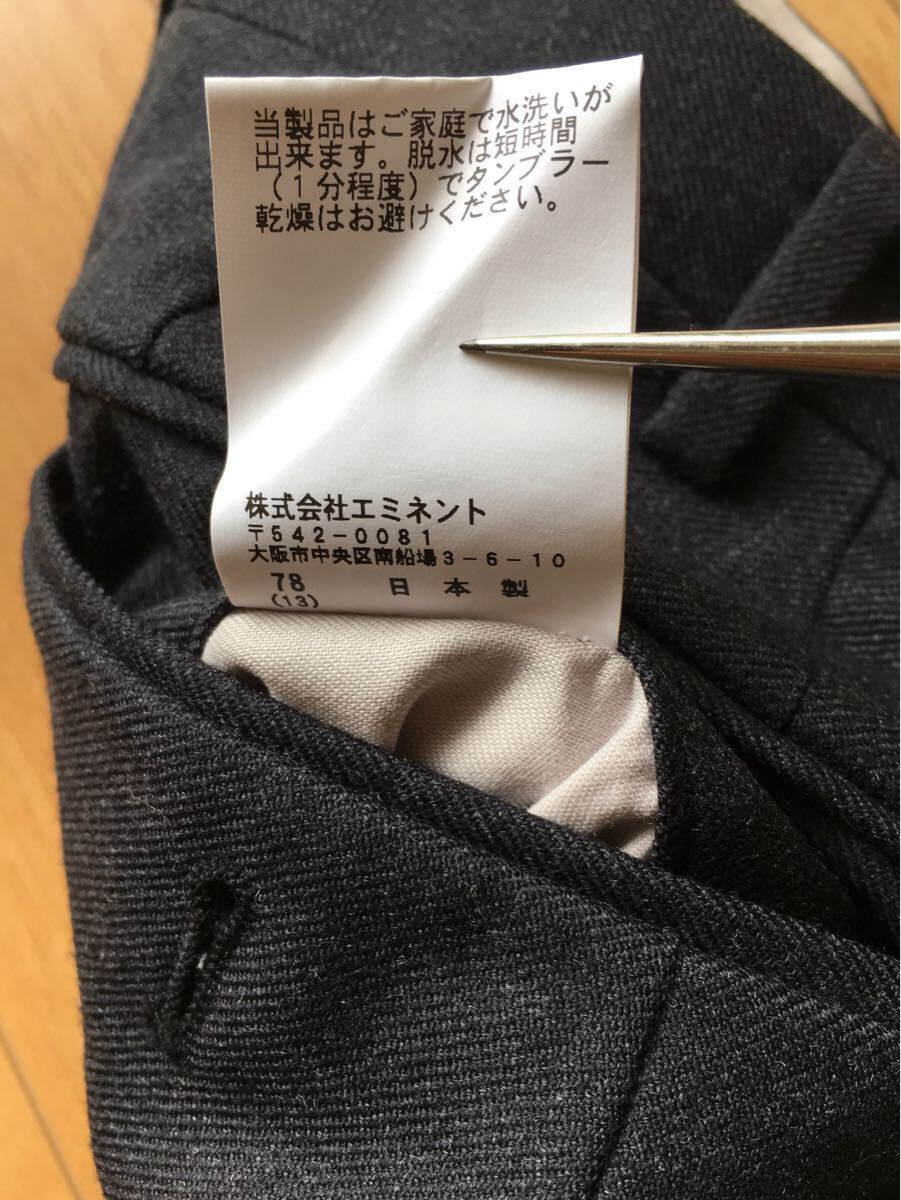 当製品はご家庭で水洗いが
出来ます。脱水は短時間
（1分程度）でタンブラー
乾燥はお避けください。
株式会社エミネント
〒542-0081
大阪市中央区南船場3-6-10
78 日本製
(13)